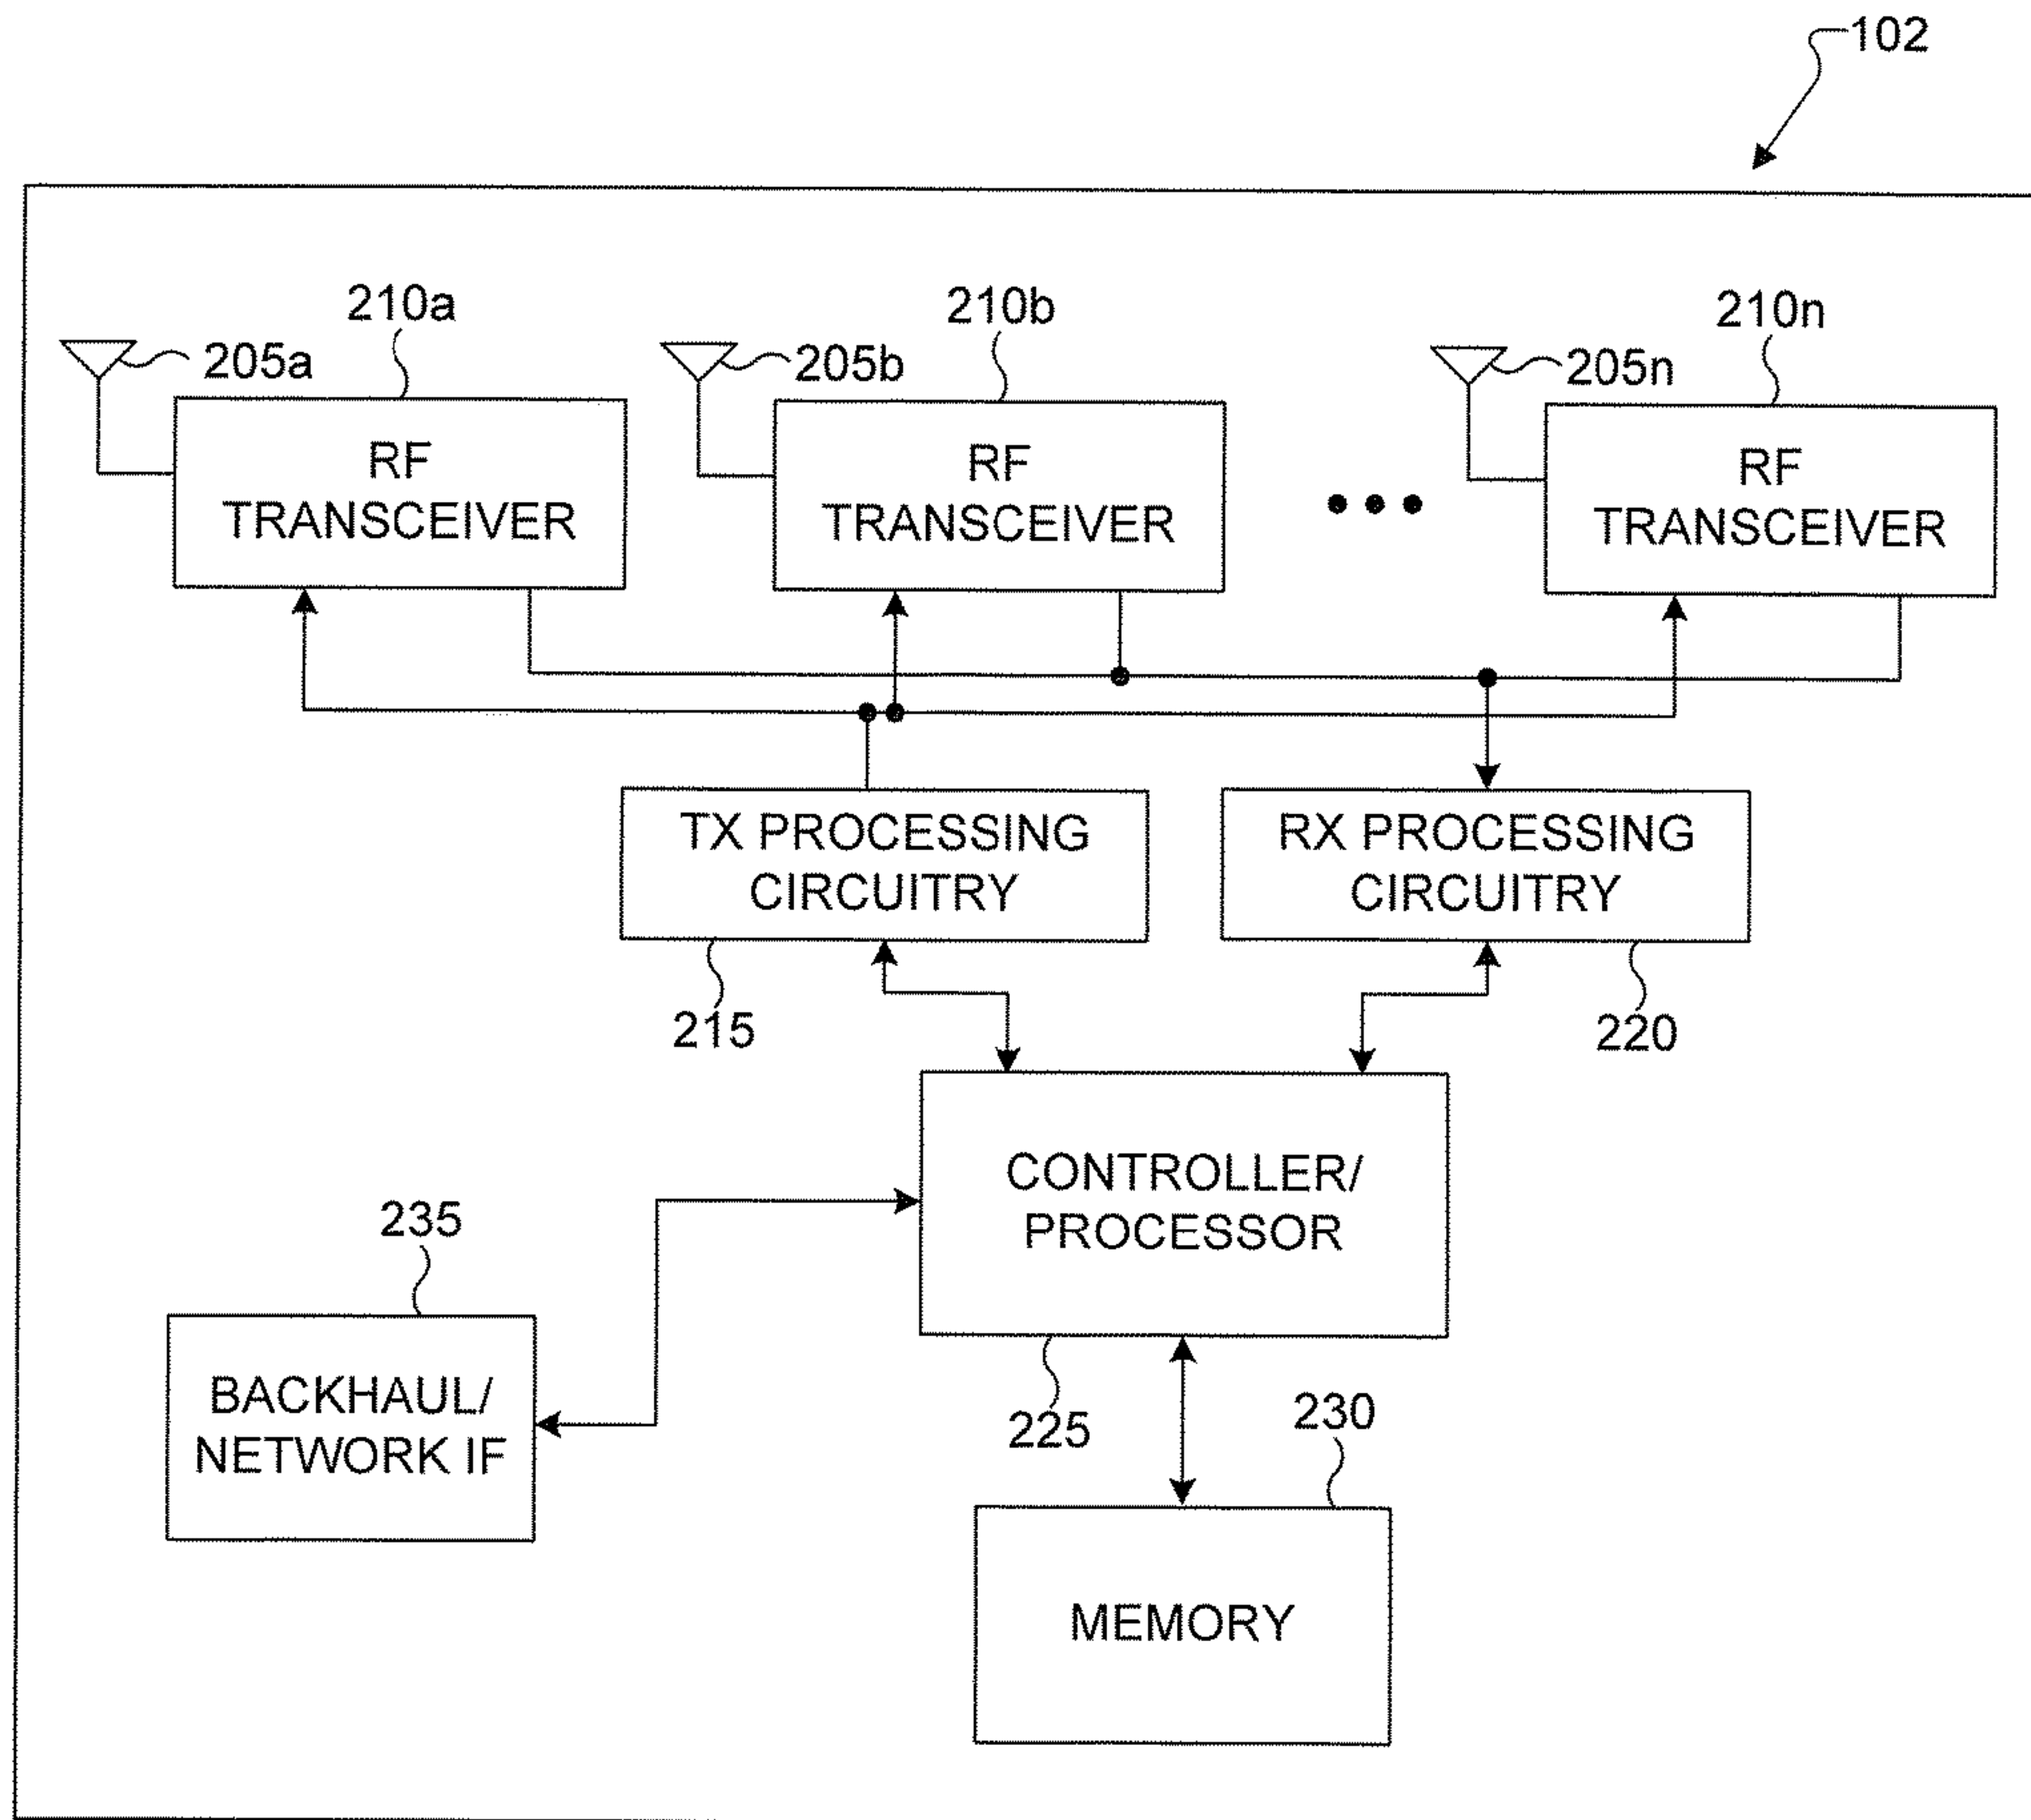 102
210a
210b
210n
205a
205b
205n
RF
TRANSCEIVER
RF
TRANSCEIVER
RF
TRANSCEIVER
TX PROCESSING
CIRCUITRY
RX PROCESSING
CIRCUITRY
215
220
CONTROLLER/
PROCESSOR
235
BACKHAUL/
NETWORK IF
225
230
MEMORY